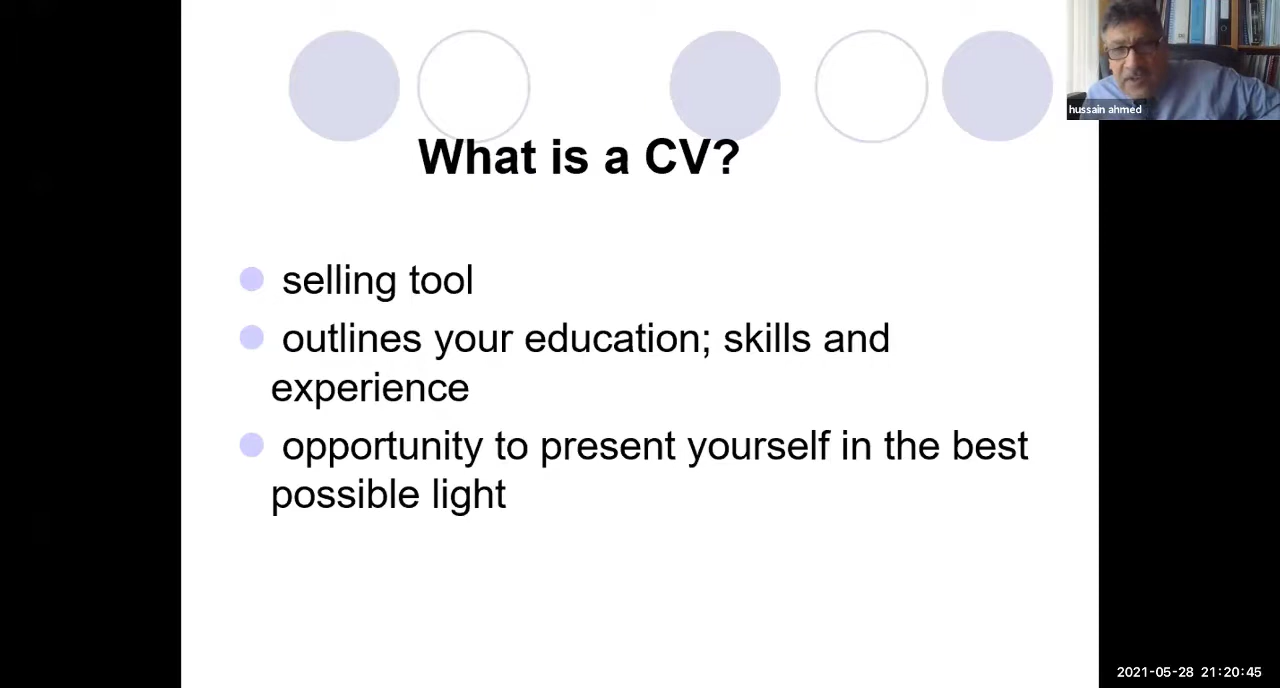 hussain ahmed
What is a CV?
selling tool
outlines your education; skills and
experience
opportunity to present yourself in the best
possible light
2021-05-28 21:20:45